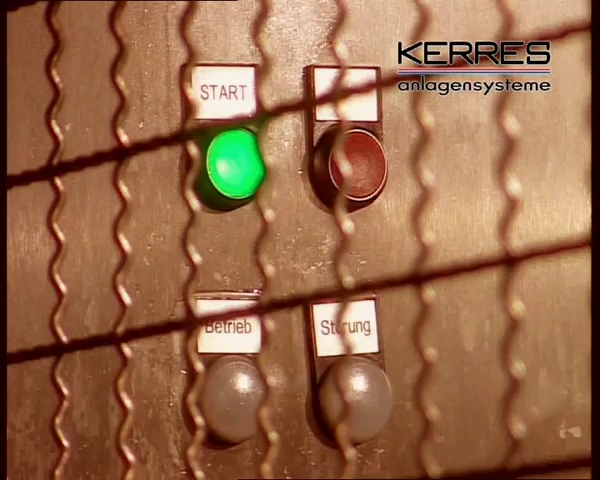 KERRES
anlagensysteme
START
Betrieb
Störung